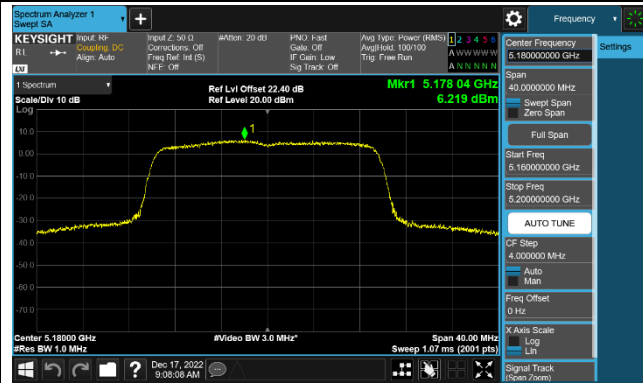 Spectrum Analyzer 1
Swept SA
Frequency
KEYSIGHT
RL
LXI
Input: RF
Coupling: DC
Align: Auto
Input Z: 50 Ω
Corrections: Off
Freq Ref: Int (S)
NFE: Off
#Atten: 20 dB
PNO: Fast
Gate: Off
IF Gain: Low
Sig Track: Off
Avg Type: Power (RMS)
Avg|Hold: 100/100
Trig: Free Run
1 2 3 4 5 6
A W W W W W
A N N N N N
1 Spectrum
Scale/Div 10 dB
Log
Ref Lvl Offset 22.40 dB
Ref Level 20.00 dBm
Mkr1 5.178 04 GHz
6.219 dBm
1
10.0
0.00
-10.0
-20.0
-30.0
-40.0
-50.0
-60.0
-70.0
Center 5.18000 GHz
#Res BW 1.0 MHz
#Video BW 3.0 MHz*
Span 40.00 MHz
Sweep 1.07 ms (2001 pts)
Dec 17, 2022
9:08:08 AM
Center Frequency
5.180000000 GHz
Span
40.0000000 MHz
Swept Span
Zero Span
Full Span
Start Freq
5.160000000 GHz
Stop Freq
5.200000000 GHz
AUTO TUNE
CF Step
4.000000 MHz
Auto
Man
Freq Offset
0 Hz
X Axis Scale
Log
Lin
Signal Track
(Span Zoom)
Settings